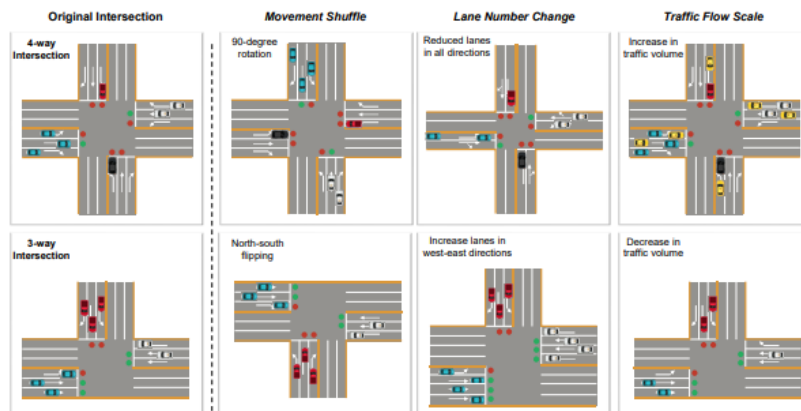 Original Intersection
Movement Shuffle
Lane Number Change
Traffic Flow Scale
4-way
Intersection
90-degree
rotation
Reduced lanes
in all directions
Increase in
traffic volume
3-way
Intersection
North-south
flipping
Increase lanes in
west-east directions
Decrease in
traffic volume